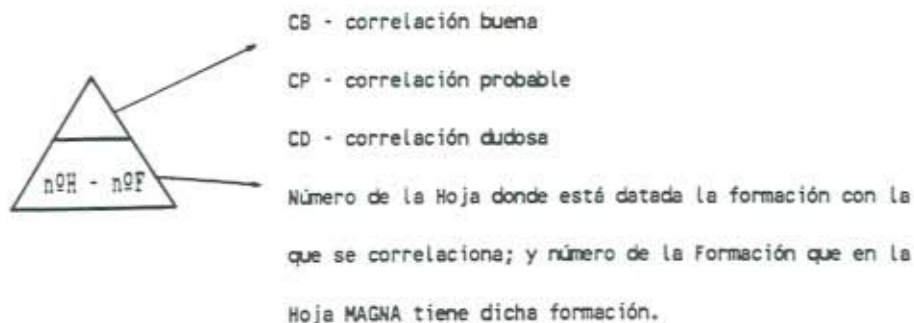 CB - correlación buena
CP - correlación probable
CD - correlación dudosa
nºH - nºF
Número de la Hoja donde está datada la formación con la
que se correlaciona; y número de la Formación que en la
Hoja MAGNA tiene dicha formación.